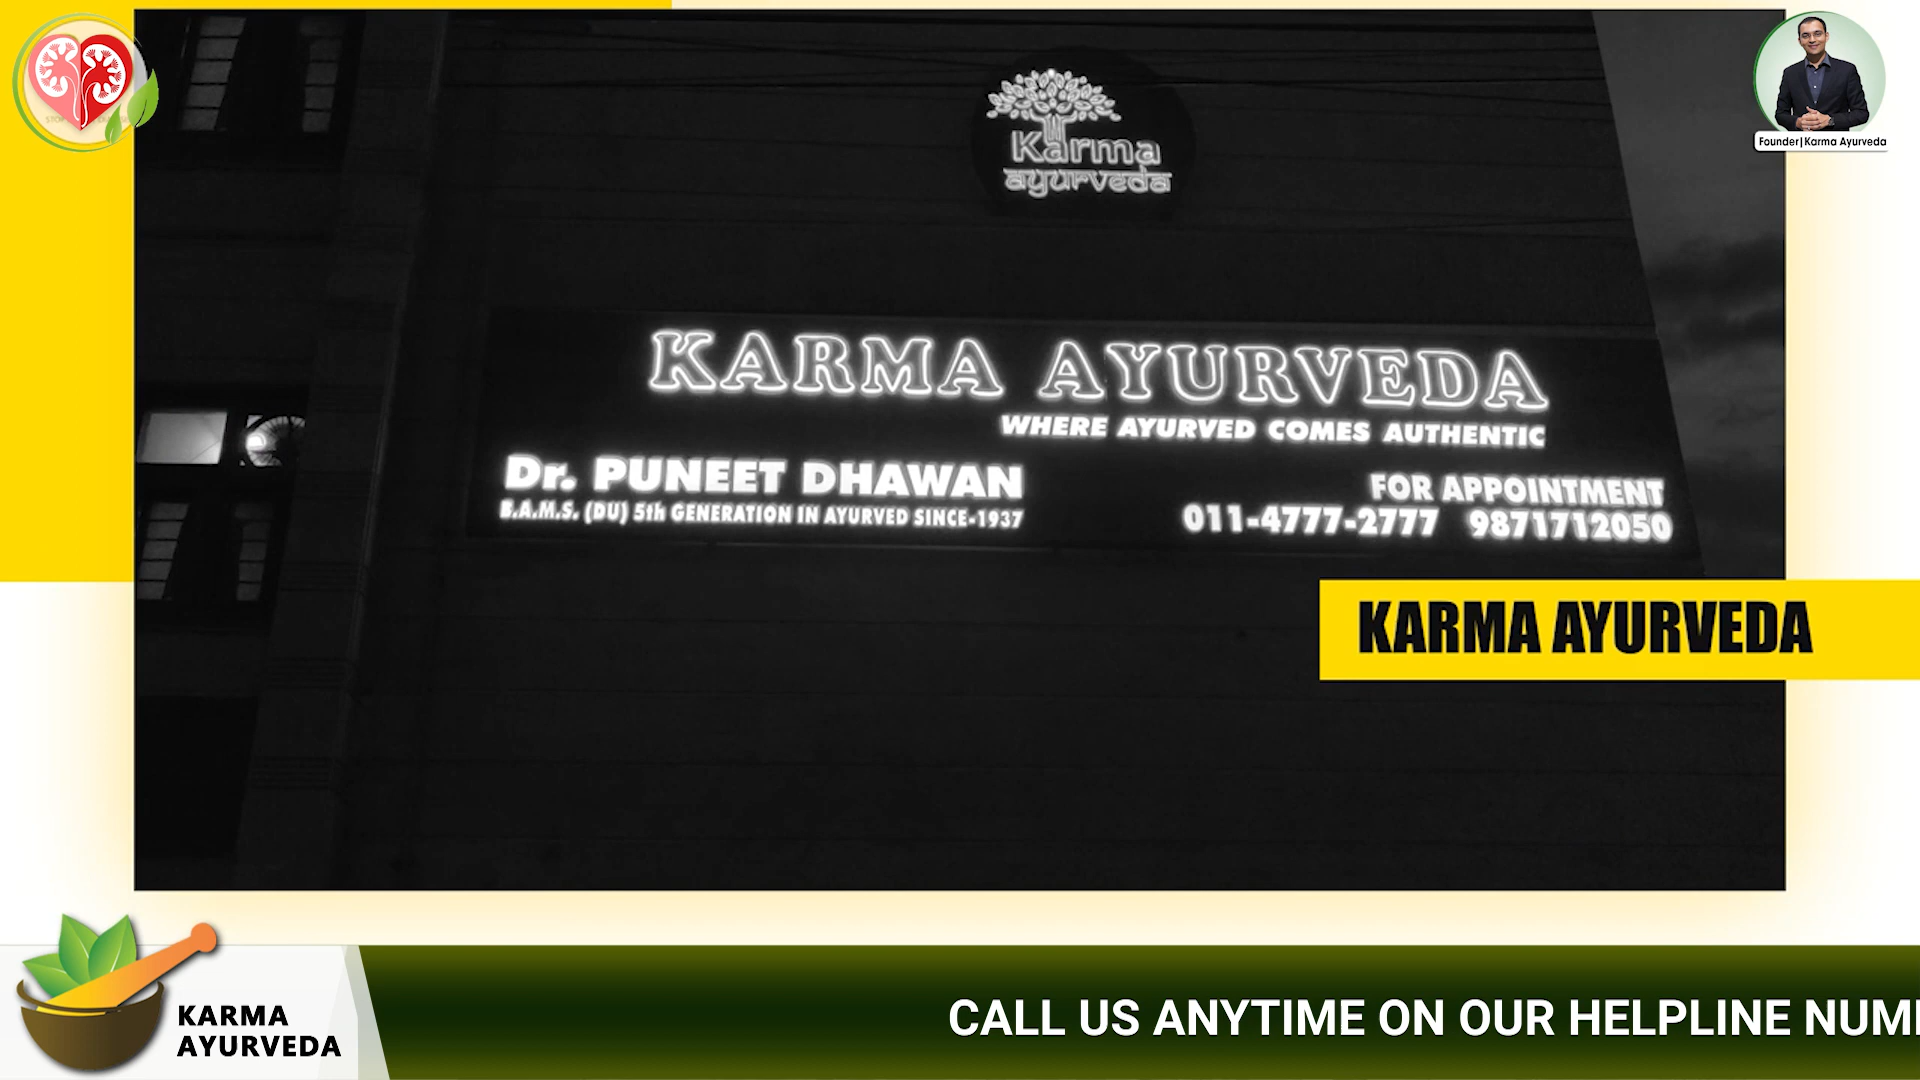 Founder|Karma Ayurveda
Karma
ayurveda
KARMA AYURVEDA
WHERE AYURVED COMES AUTHENTIC
Dr. PUNEET DHAWAN
B.A.M.S. (DU) 5th GENERATION IN AYURVED SINCE-1937
FOR APPOINTMENT
011-4777-2777 9871712050
KARMA AYURVEDA
KARMA
AYURVEDA
CALL US ANYTIME ON OUR HELPLINE NUM